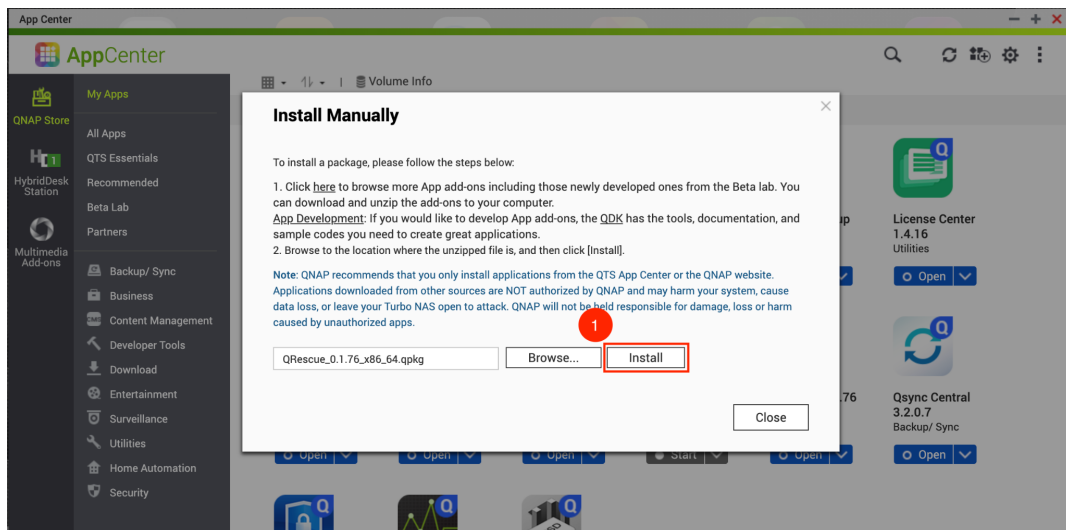 App Center
AppCenter
Volume Info
QNAP Store
HybridDesk
Station
Multimedia
Add-ons
My Apps
All Apps
QTS Essentials
Recommended
Beta Lab
Partners
Backup/ Sync
Business
Content Management
Developer Tools
Download
Entertainment
Surveillance
Utilities
Home Automation
Security
Install Manually
To install a package, please follow the steps below:
1. Click here to browse more App add-ons including those newly developed ones from the Beta lab. You
can download and unzip the add-ons to your computer.
App Development: If you would like to develop App add-ons, the QDK has the tools, documentation, and
sample codes you need to create great applications.
2. Browse to the location where the unzipped file is, and then click [Install].
Note: QNAP recommends that you only install applications from the QTS App Center or the QNAP website.
Applications downloaded from other sources are NOT authorized by QNAP and may harm your system, cause
data loss, or leave your Turbo NAS open to attack. QNAP will not be held responsible for damage, loss or harm
caused by unauthorized apps.
1
QRescue_0.1.76_x86_64.qpkg
Browse...
Install
Close
up
Q
License Center
1.4.16
Utilities
Open
.76
Q
Qsync Central
3.2.0.7
Backup/ Sync
Open
Open
Open
Open
Start
Open
Q
Q
Q